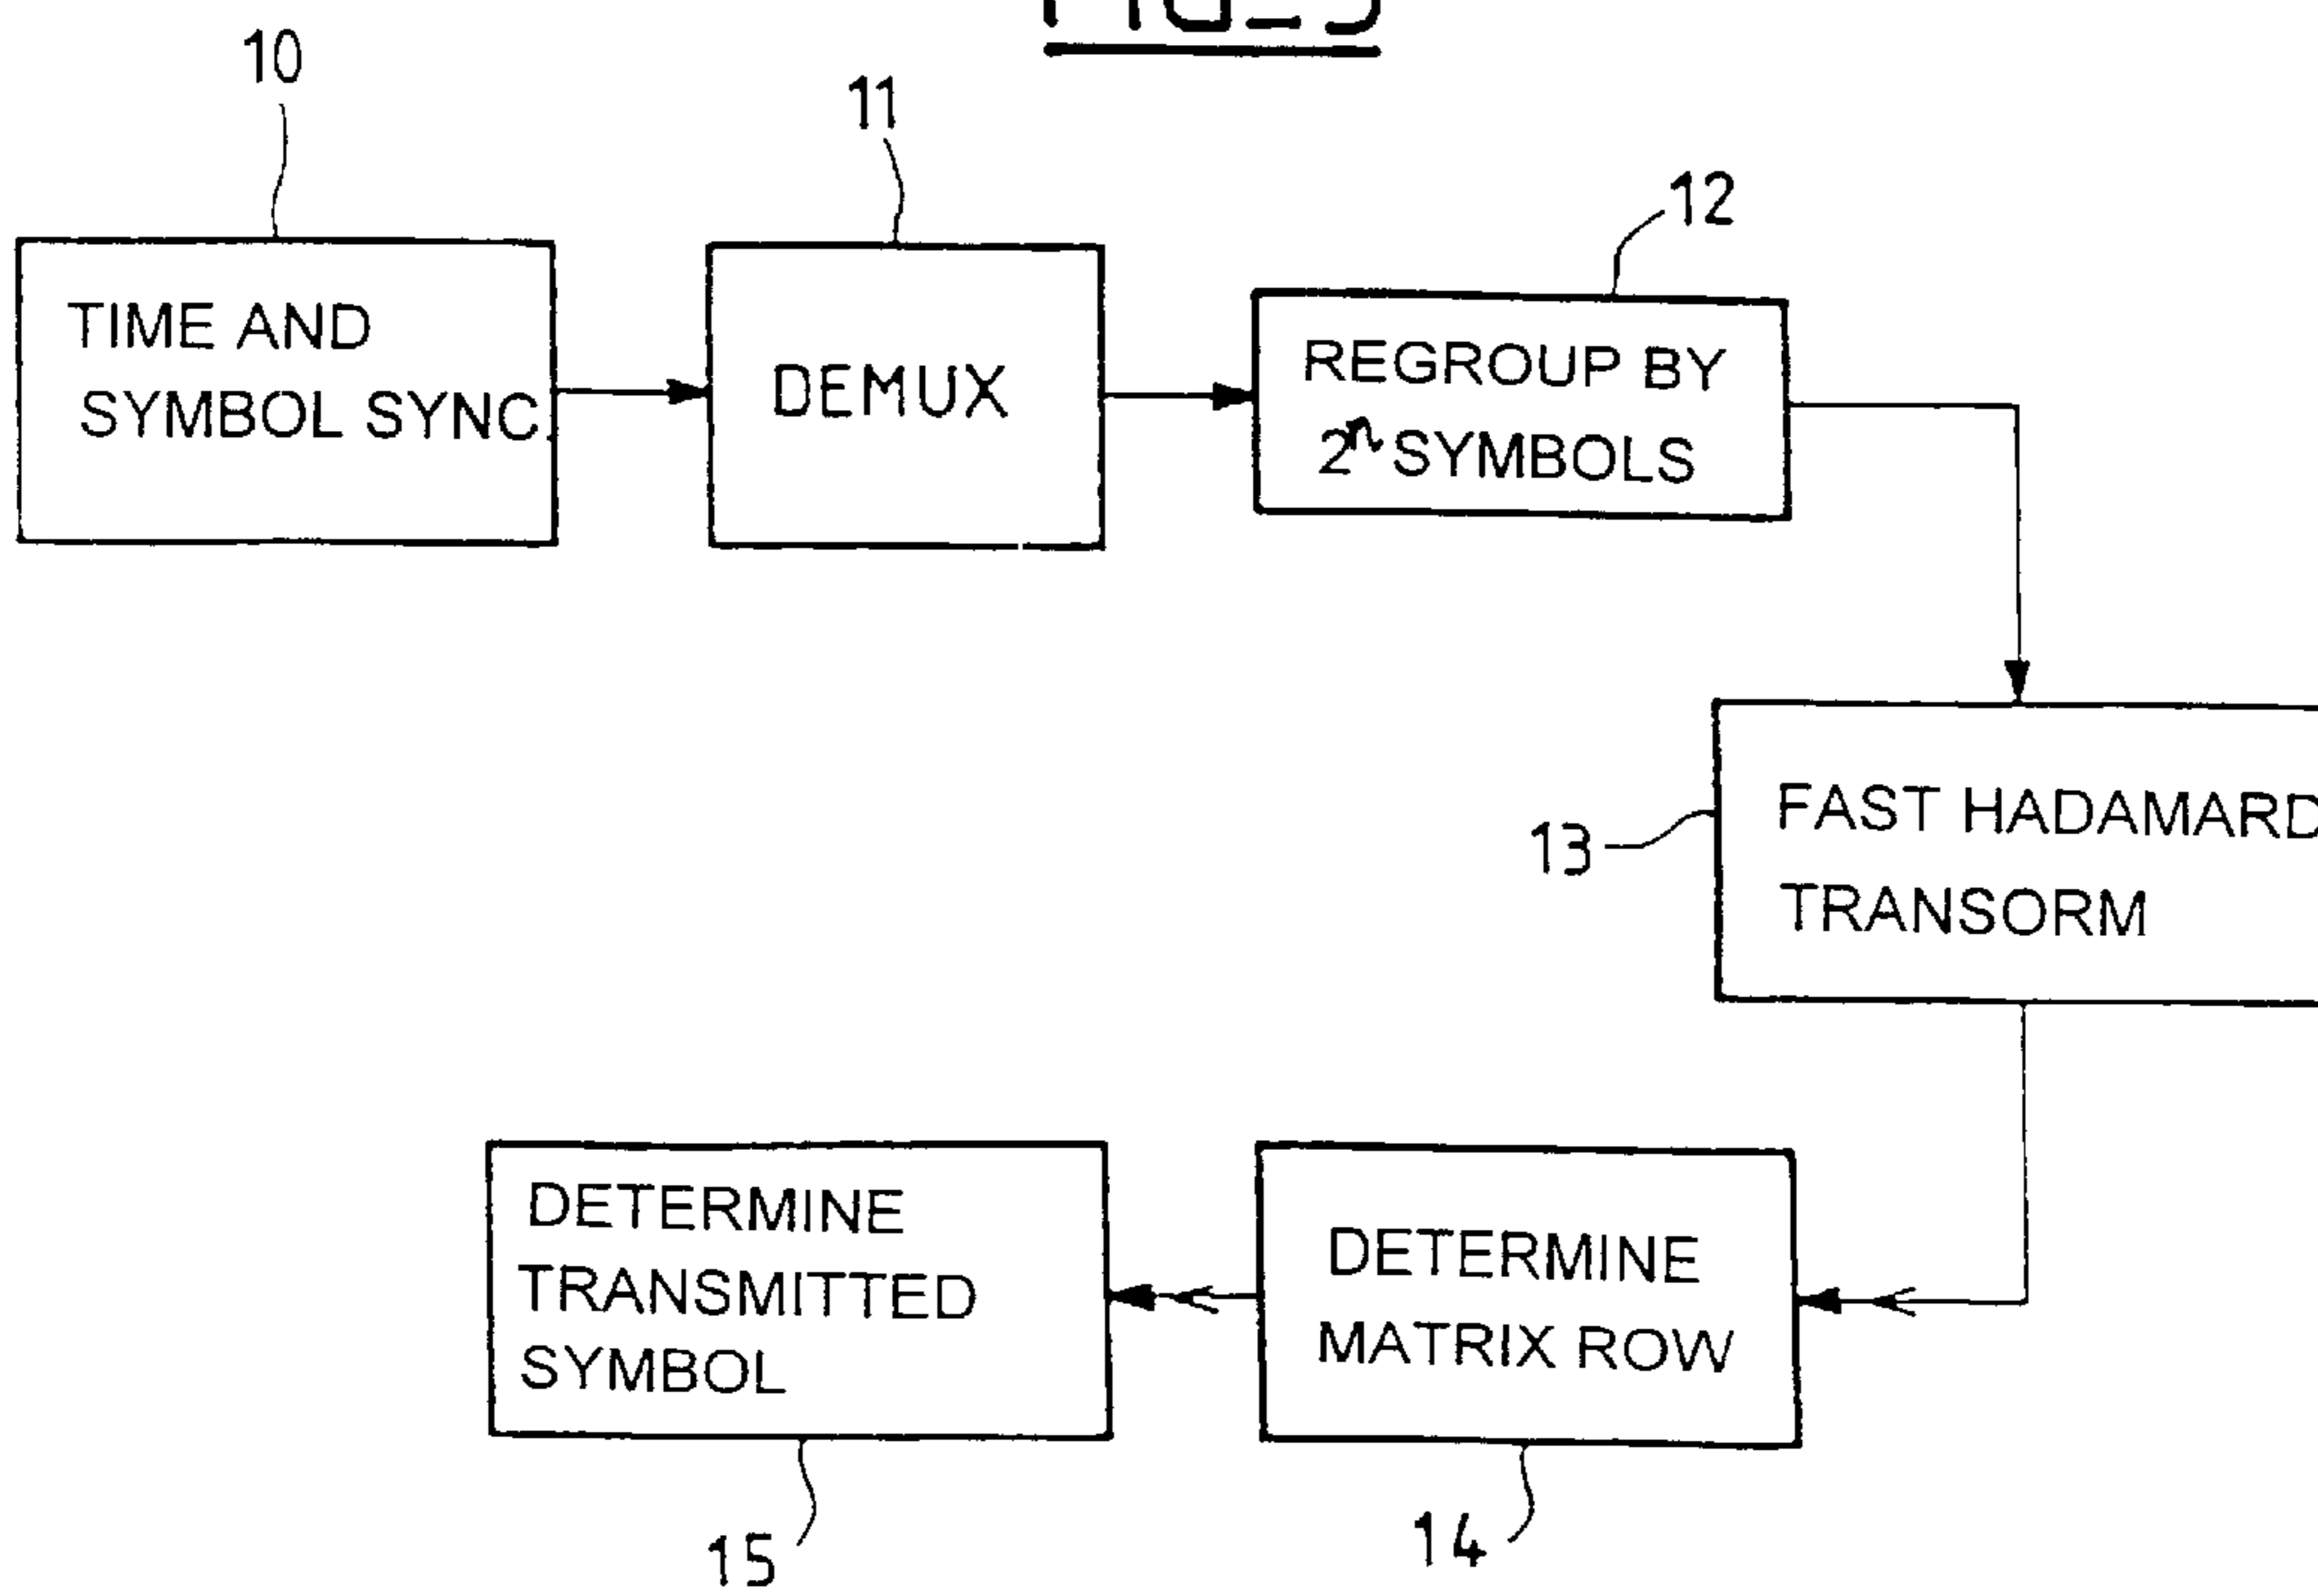 10
11
12
TIME AND
SYMBOL SYNC
DEMUX
REGROUP BY
2ⁿ SYMBOLS
13
FAST HADAMARD
TRANSORM
DETERMINE
TRANSMITTED
SYMBOL
DETERMINE
MATRIX ROW
15
14